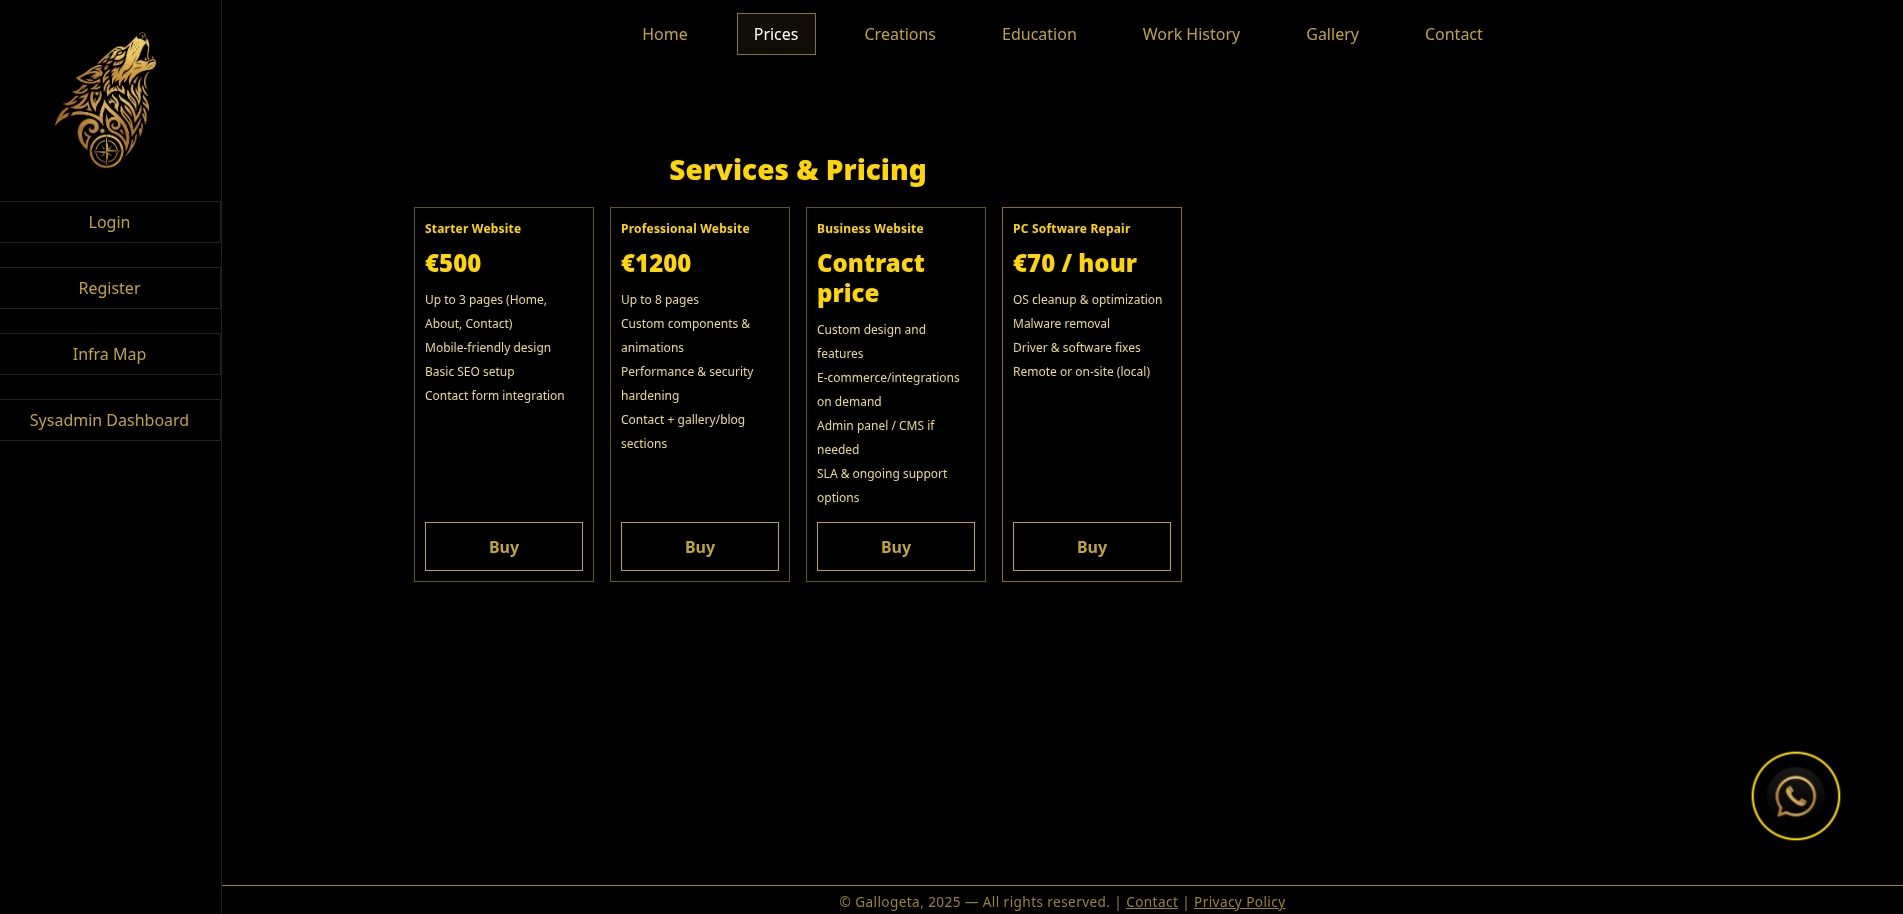 Home
Prices
Creations
Education
Work History
Gallery
Contact
Login
Register
Infra Map
Sysadmin Dashboard
Services & Pricing
Starter Website
€500
Up to 3 pages (Home,
About, Contact)
Mobile-friendly design
Basic SEO setup
Contact form integration
Buy
Professional Website
€1200
Up to 8 pages
Custom components &
animations
Performance & security
hardening
Contact + gallery/blog
sections
Buy
Business Website
Contract
price
Custom design and
features
E-commerce/integrations
on demand
Admin panel / CMS if
needed
SLA & ongoing support
options
Buy
PC Software Repair
€70 / hour
OS cleanup & optimization
Malware removal
Driver & software fixes
Remote or on-site (local)
Buy
© Gallogeta, 2025 — All rights reserved. | Contact | Privacy Policy